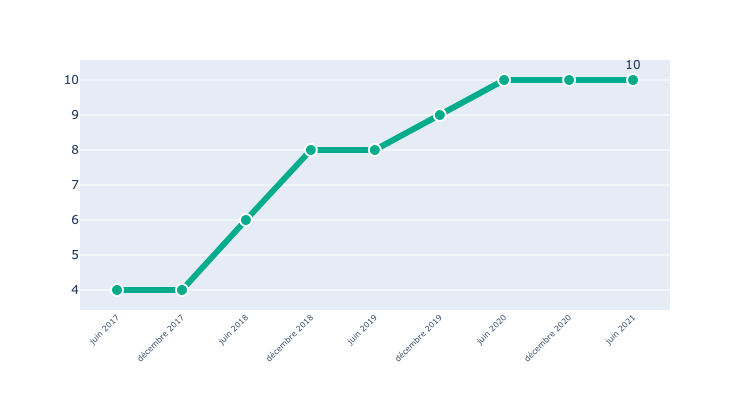 10
10
9
8
7
6
5
4
juin 2017
décembre 2017
juin 2018
décembre 2018
juin 2019
décembre 2019
juin 2020
décembre 2020
juin 2021